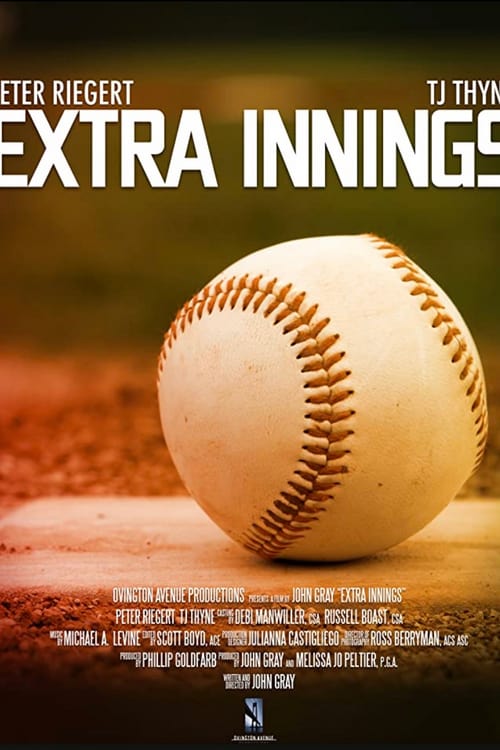 ETER RIEGERT TJ THYN
EXTRA INNINGS
OVINGTON AVENUE PRODUCTIONS PRESENTS A FILM BY JOHN GRAY "EXTRA INNINGS"
PETER RIEGERT TJ THYNE CASTING BY DEB MANWILLER, CSA, RUSSELL BOAST, CSA
MUSIC BY MICHAEL A. LEVINE EDITED BY SCOTT BOYD, ACE PRODUCTION DESIGNER JULIANNA CASTIGLIEGO DIRECTOR OF PHOTOGRAPHY ROSS BERRYMAN, ACS ASC
PRODUCED BY PHILLIP GOLDFARB PRODUCED BY JOHN GRAY AND MELISSA JO PELTIER, P.G.A.
WRITTEN AND DIRECTED BY JOHN GRAY
OVINGTON AVENUE